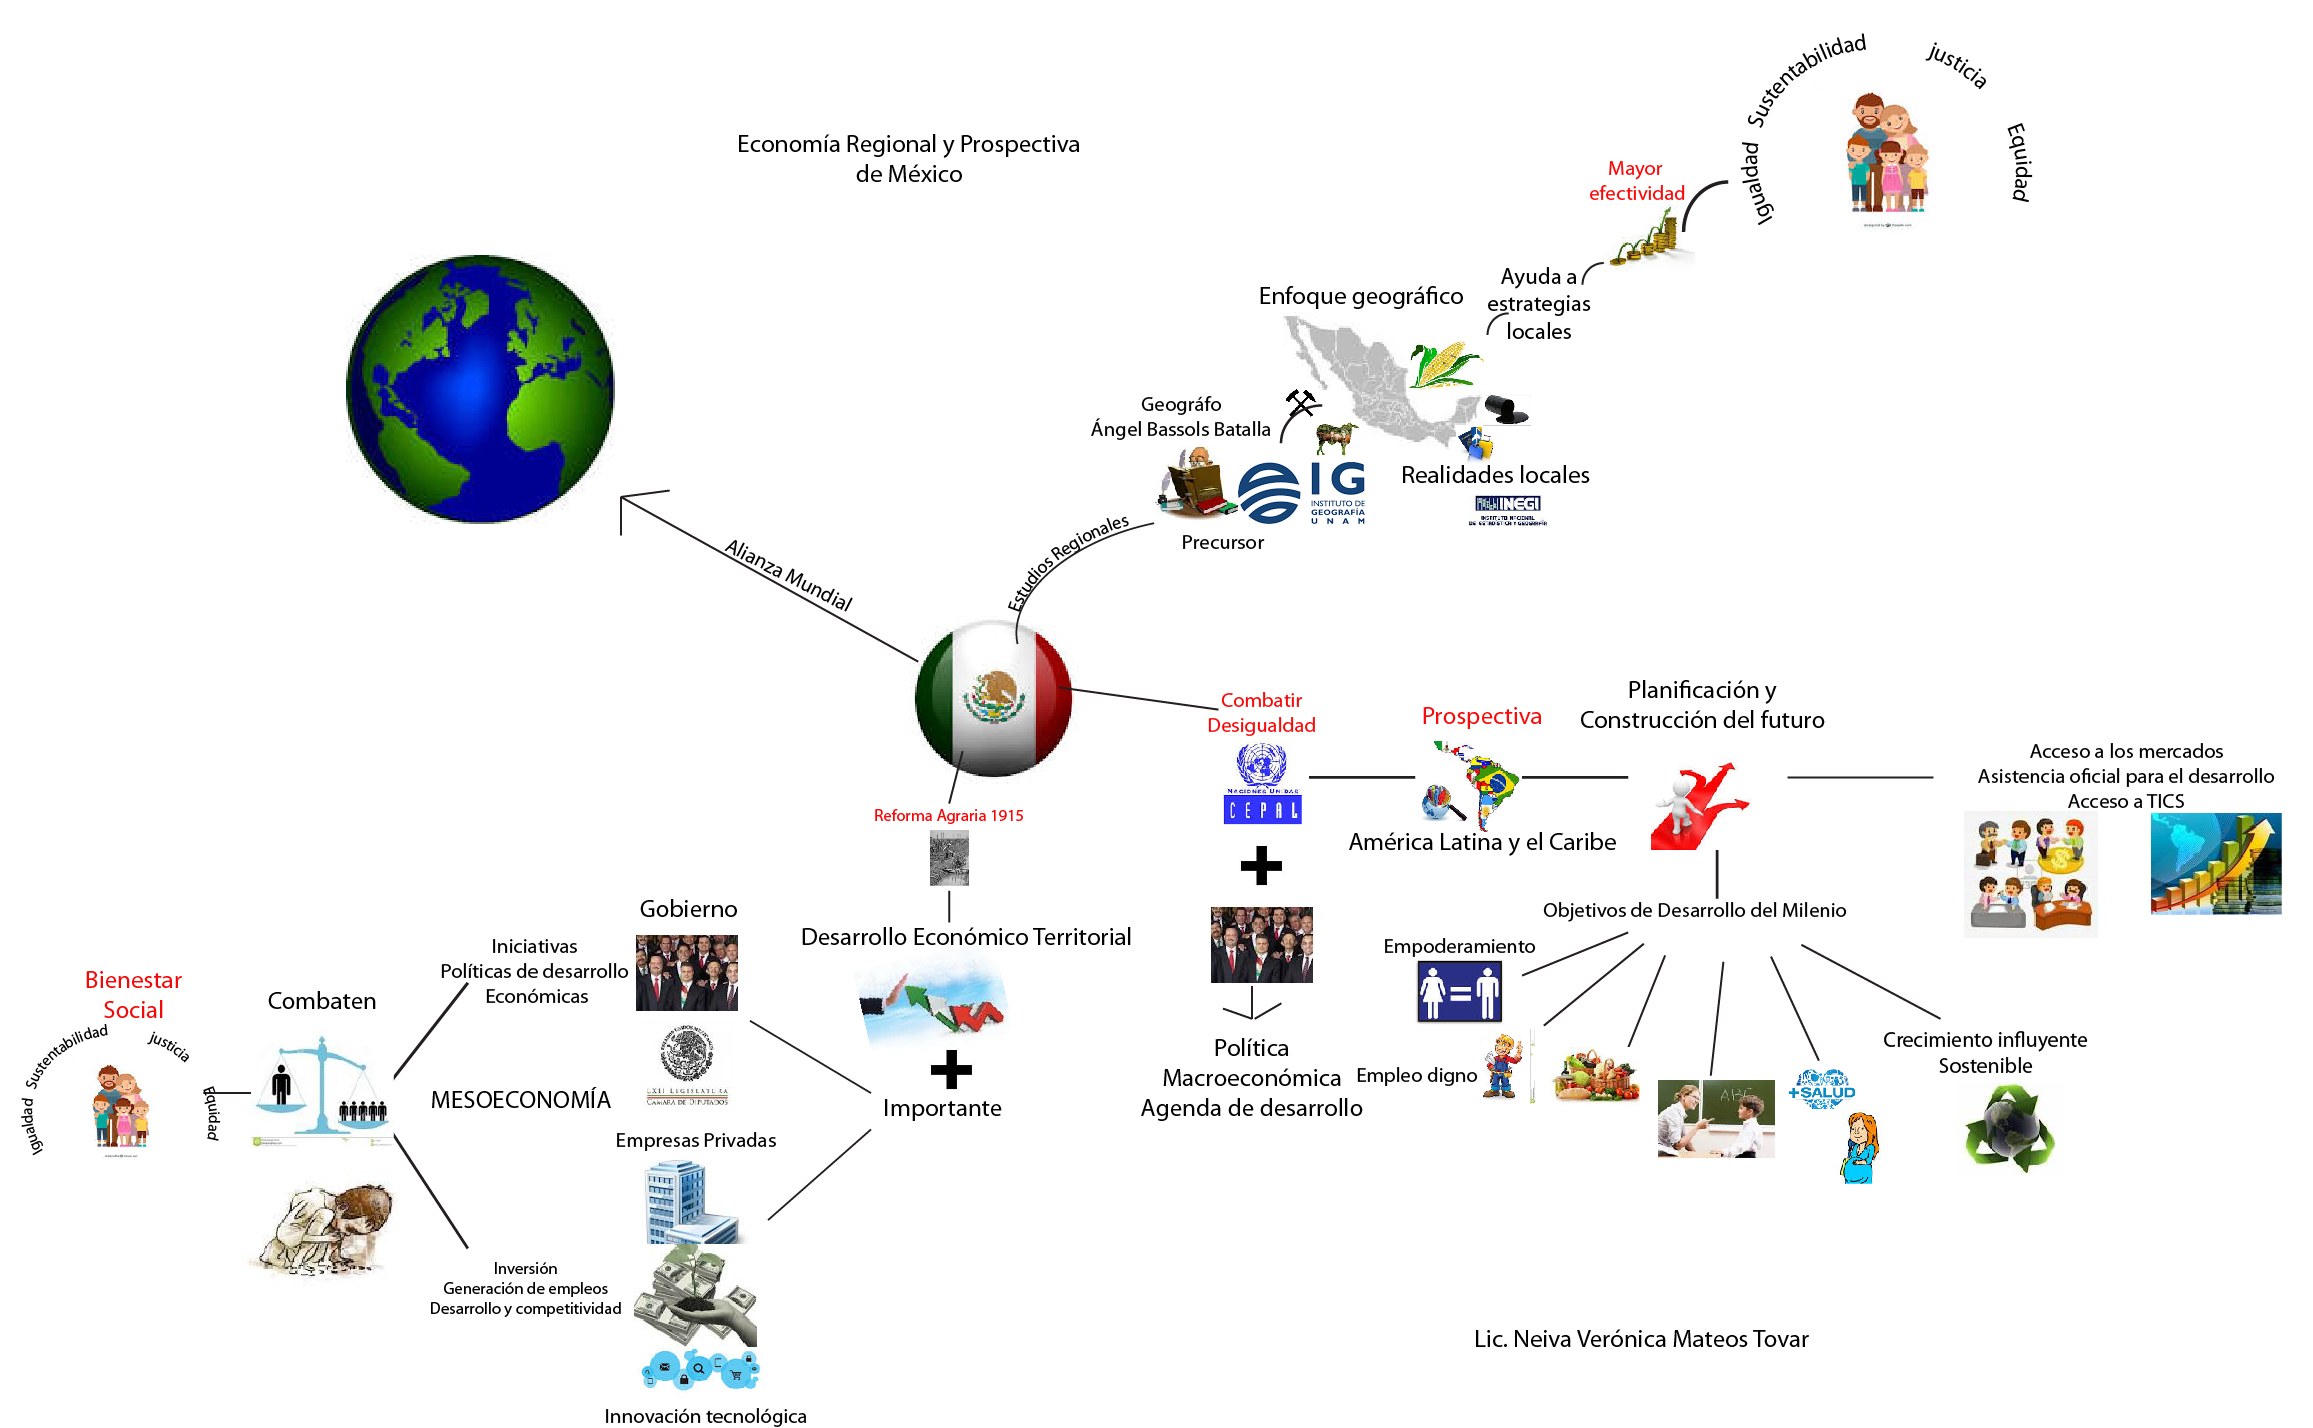 Economía Regional y Prospectiva
de México
Sustentabilidad
justicia
Igualdad
Equidad
Mayor
efectividad
Ayuda a
estrategias
locales
Enfoque geográfico
Geográfo
Ángel Bassols Batalla
IG
INSTITUTO DE
GEOGRAFÍA
UNAM
Precursor
Realidades locales
INEGI
INSTITUTO NACIONAL
DE ESTADISTICA Y GEOGRAFÍA
Estudios Regionales
Alianza Mundial
Combatir
Desigualdad
NACIONES UNIDAS
CEPAL
Prospectiva
América Latina y el Caribe
Planificación y
Construcción del futuro
Acceso a los mercados
Asistencia oficial para el desarrollo
Acceso a TICS
Objetivos de Desarrollo del Milenio
Empoderamiento
Empleo digno
+SALUD
Crecimiento influyente
Sostenible
Política
Macroeconómica
Agenda de desarrollo
Reforma Agraria 1915
Desarrollo Económico Territorial
Importante
Gobierno
LXII LEGISLATURA
CÁMARA DE DIPUTADOS
Empresas Privadas
Innovación tecnológica
Iniciativas
Políticas de desarrollo
Económicas
MESOECONOMÍA
Inversión
Generación de empleos
Desarrollo y competitividad
Combaten
Bienestar
Social
Sustentabilidad
justicia
Igualdad
Equidad
Lic. Neiva Verónica Mateos Tovar